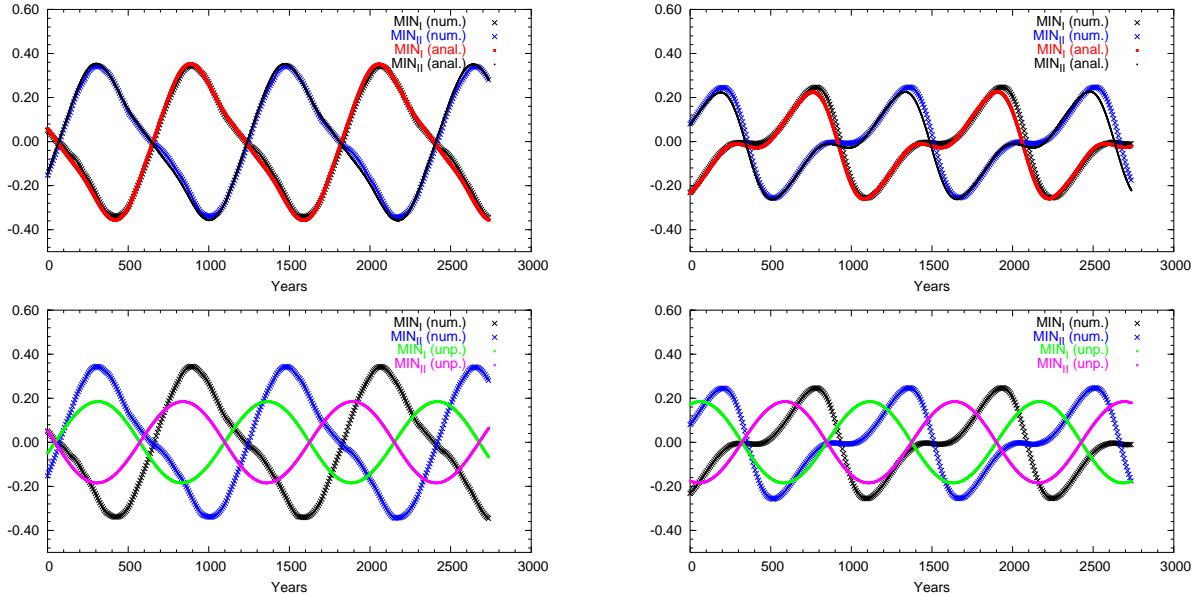 0.60
0.40
0.20
0.00
-0.20
-0.40
0 500 1000 1500 2000 2500 3000
Years
MIN_I (num.)
MIN_II (num.)
MIN_I (anal.)
MIN_II (anal.)
0.60
0.40
0.20
0.00
-0.20
-0.40
0 500 1000 1500 2000 2500 3000
Years
MIN_I (num.)
MIN_II (num.)
MIN_I (anal.)
MIN_II (anal.)
0.60
0.40
0.20
0.00
-0.20
-0.40
0 500 1000 1500 2000 2500 3000
Years
MIN_I (num.)
MIN_II (num.)
MIN_I (unp.)
MIN_II (unp.)
0.60
0.40
0.20
0.00
-0.20
-0.40
0 500 1000 1500 2000 2500 3000
Years
MIN_I (num.)
MIN_II (num.)
MIN_I (unp.)
MIN_II (unp.)